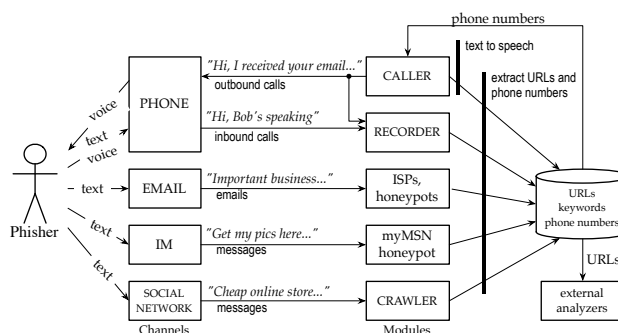 phone numbers
text to speech
"Hi, I received your email..."
outbound calls
CALLER
extract URLs and
phone numbers
PHONE
voice
text
voice
"Hi, Bob's speaking"
inbound calls
RECORDER
Phisher
text
EMAIL
"Important business..."
emails
ISPs,
honeypots
URLs
keywords
phone numbers
text
IM
"Get my pics here..."
messages
myMSN
honeypot
text
SOCIAL
NETWORK
"Cheap online store..."
messages
CRAWLER
URLs
external
analyzers
Channels
Modules